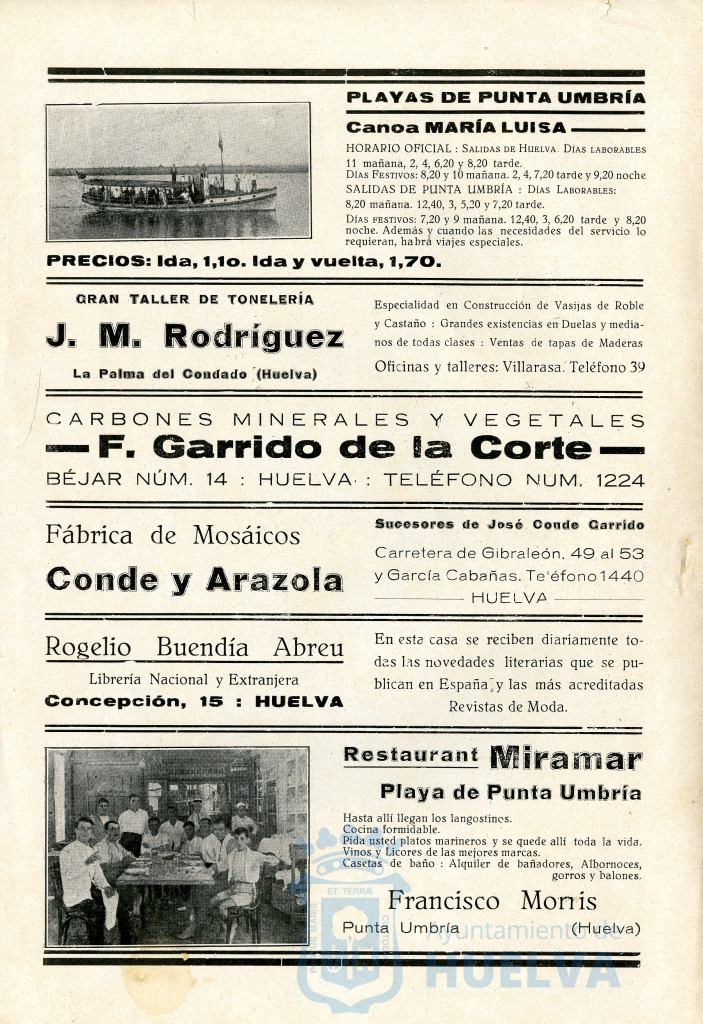 PLAYAS DE PUNTA UMBRÍA
Canoa MARÍA LUISA
HORARIO OFICIAL : SALIDAS DE HUELVA. DÍAS LABORABLES
11 mañana, 2, 4, 6,20 y 8,20 tarde.
DÍAS FESTIVOS: 8,20 y 10 mañana. 2, 4, 7,20 tarde y 9,20 noche
SALIDAS DE PUNTA UMBRÍA : DÍAS LABORABLES:
8,20 mañana. 12,40, 3, 5,20 y 7,20 tarde.
DÍAS FESTIVOS: 7,20 y 9 mañana. 12,40, 3, 6,20 tarde y 8,20
noche. Además y cuando las necesidades del servicio lo
requieran, habrá viajes especiales.
PRECIOS: Ida, 1,10. Ida y vuelta, 1,70.
GRAN TALLER DE TONELERÍA
J. M. Rodríguez
La Palma del Condado (Huelva)
Especialidad en Construcción de Vasijas de Roble
y Castaño : Grandes existencias en Duelas y media-
nos de todas clases : Ventas de tapas de Maderas
Oficinas y talleres: Villarasa. Teléfono 39
CARBONES MINERALES Y VEGETALES
F. Garrido de la Corte
BÉJAR NÚM. 14 : HUELVA : TELÉFONO NUM. 1224
Fábrica de Mosáicos
Conde y Arazola
Sucesores de José Conde Garrido
Carretera de Gibraleón, 49 al 53
y García Cabañas. Teléfono 1440
HUELVA
Rogelio Buendía Abreu
Librería Nacional y Extranjera
Concepción, 15 : HUELVA
En esta casa se reciben diariamente to-
das las novedades literarias que se pu-
blican en España, y las más acreditadas
Revistas de Moda.
Restaurant Miramar
Playa de Punta Umbría
Hasta allí llegan los langostinos.
Cocina formidable.
Pida usted platos marineros y se quede allí toda la vida.
Vinos y Licores de las mejores marcas.
Casetas de baño : Alquiler de bañadores, Albornoces,
gorros y balones.
Francisco Morris
Punta Umbría (Huelva)
ET TERRÆ
Ayuntamiento de
HUELVA